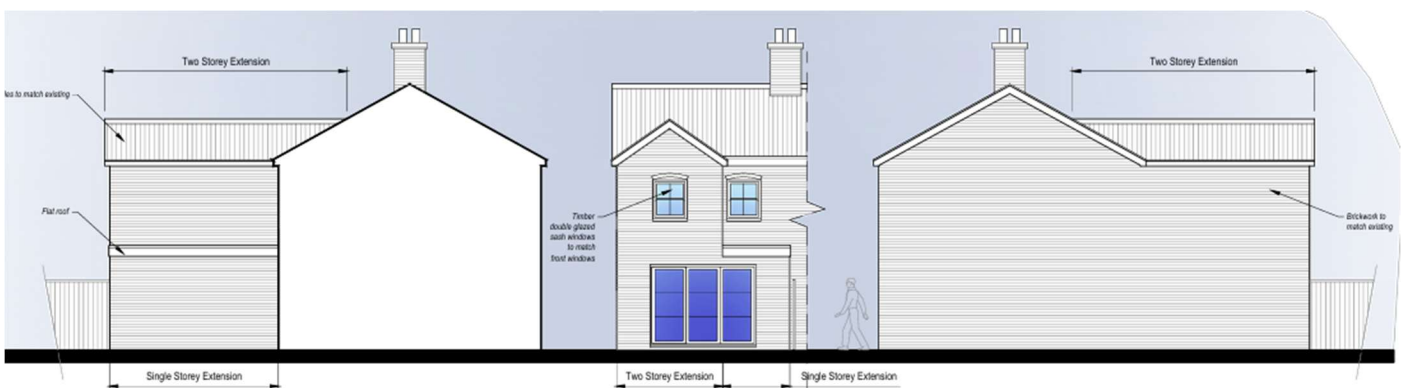 Two Storey Extension
to match existing
Flat roof
Single Storey Extension
Timber
double glazed
sash windows
to match
front windows
Two Storey Extension
Single Storey Extension
Two Storey Extension
Brickwork to
match existing